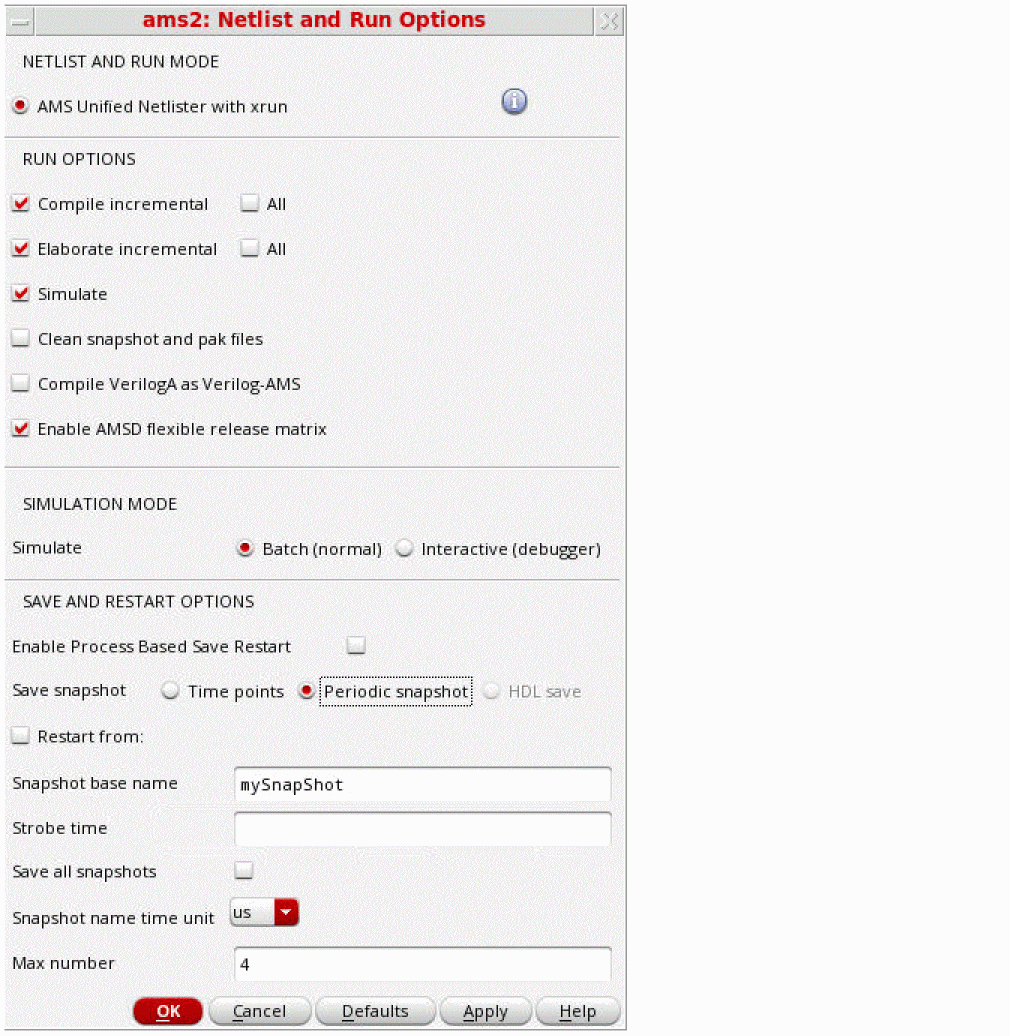 ams2: Netlist and Run Options
NETLIST AND RUN MODE
AMS Unified Netlister with xrun
RUN OPTIONS
Compile incremental All
Elaborate incremental All
Simulate
Clean snapshot and pak files
Compile VerilogA as Verilog-AMS
Enable AMSD flexible release matrix
SIMULATION MODE
Simulate Batch (normal) Interactive (debugger)
SAVE AND RESTART OPTIONS
Enable Process Based Save Restart
Save snapshot Time points Periodic snapshot HDL save
Restart from:
Snapshot base name mySnapShot
Strobe time
Save all snapshots
Snapshot name time unit us
Max number 4
OK Cancel Defaults Apply Help